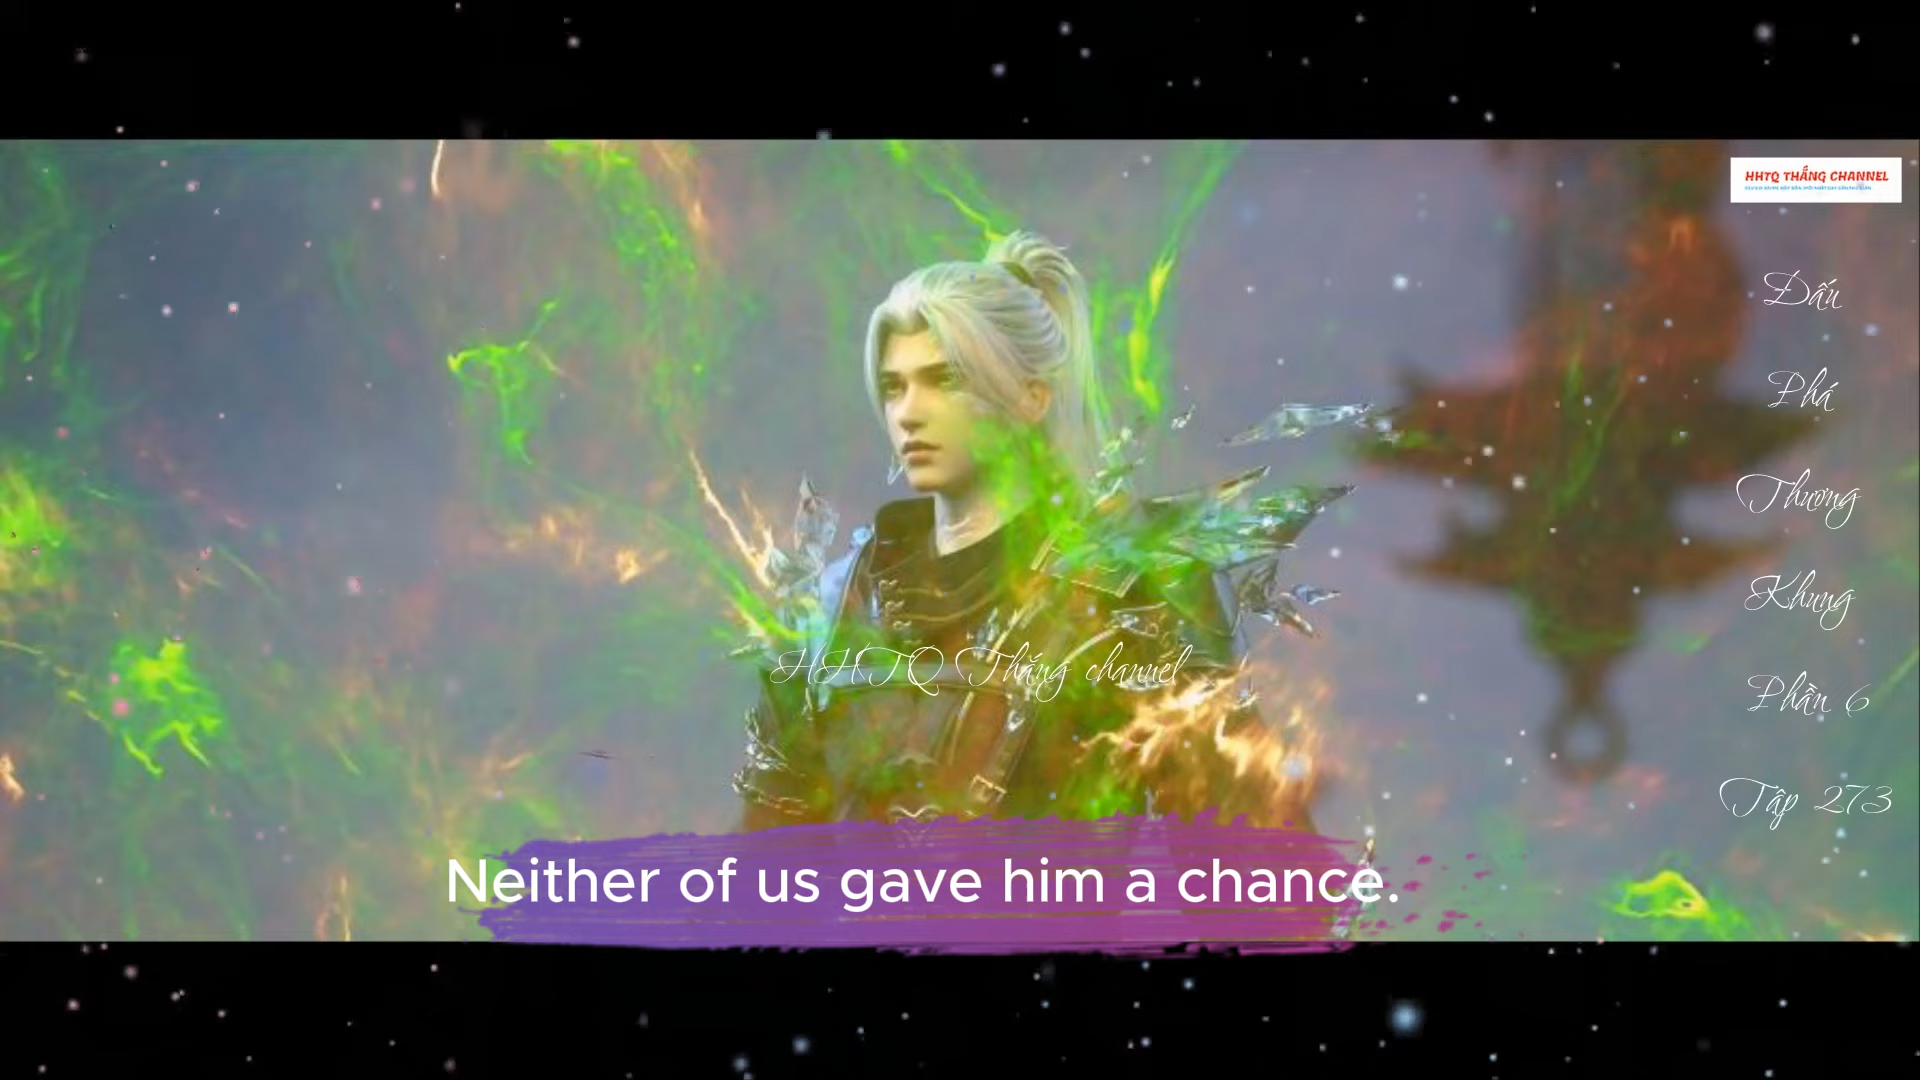 HHTQ THẮNG CHANNEL
Đấu
Phá
Thương
Khung
Phần 6
Tập 273
HHTQ Thắng channel
Neither of us gave him a chance.